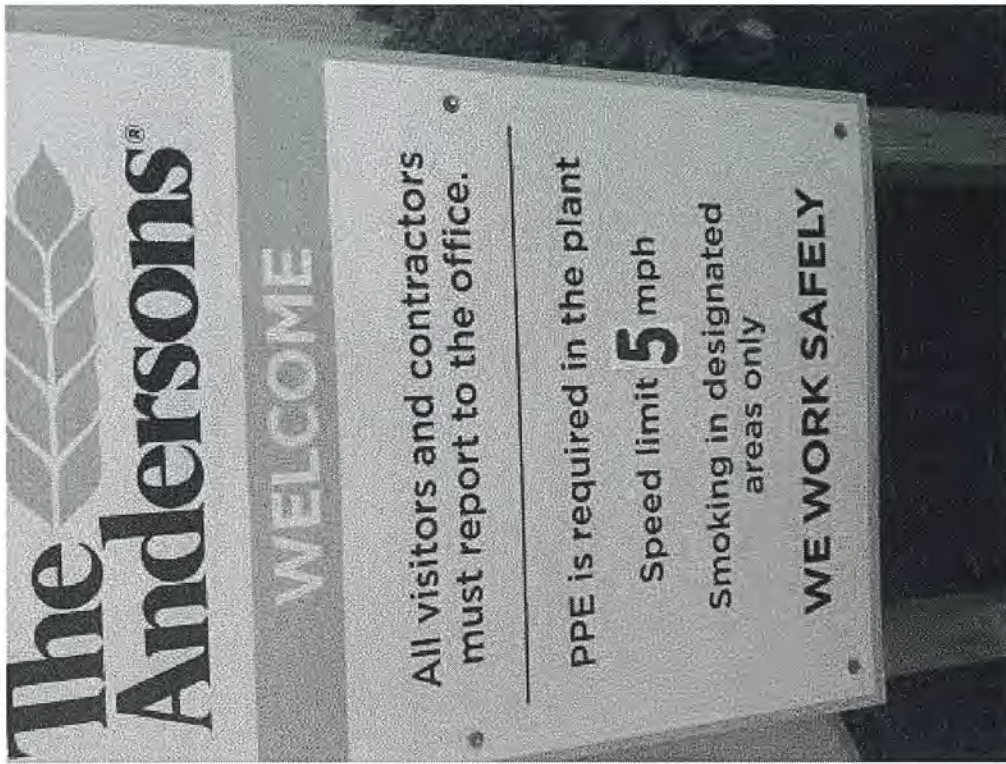 The
Andersons®
WELCOME
All visitors and contractors
must report to the office.
PPE is required in the plant
Speed limit 5 mph
Smoking in designated
areas only
WE WORK SAFELY